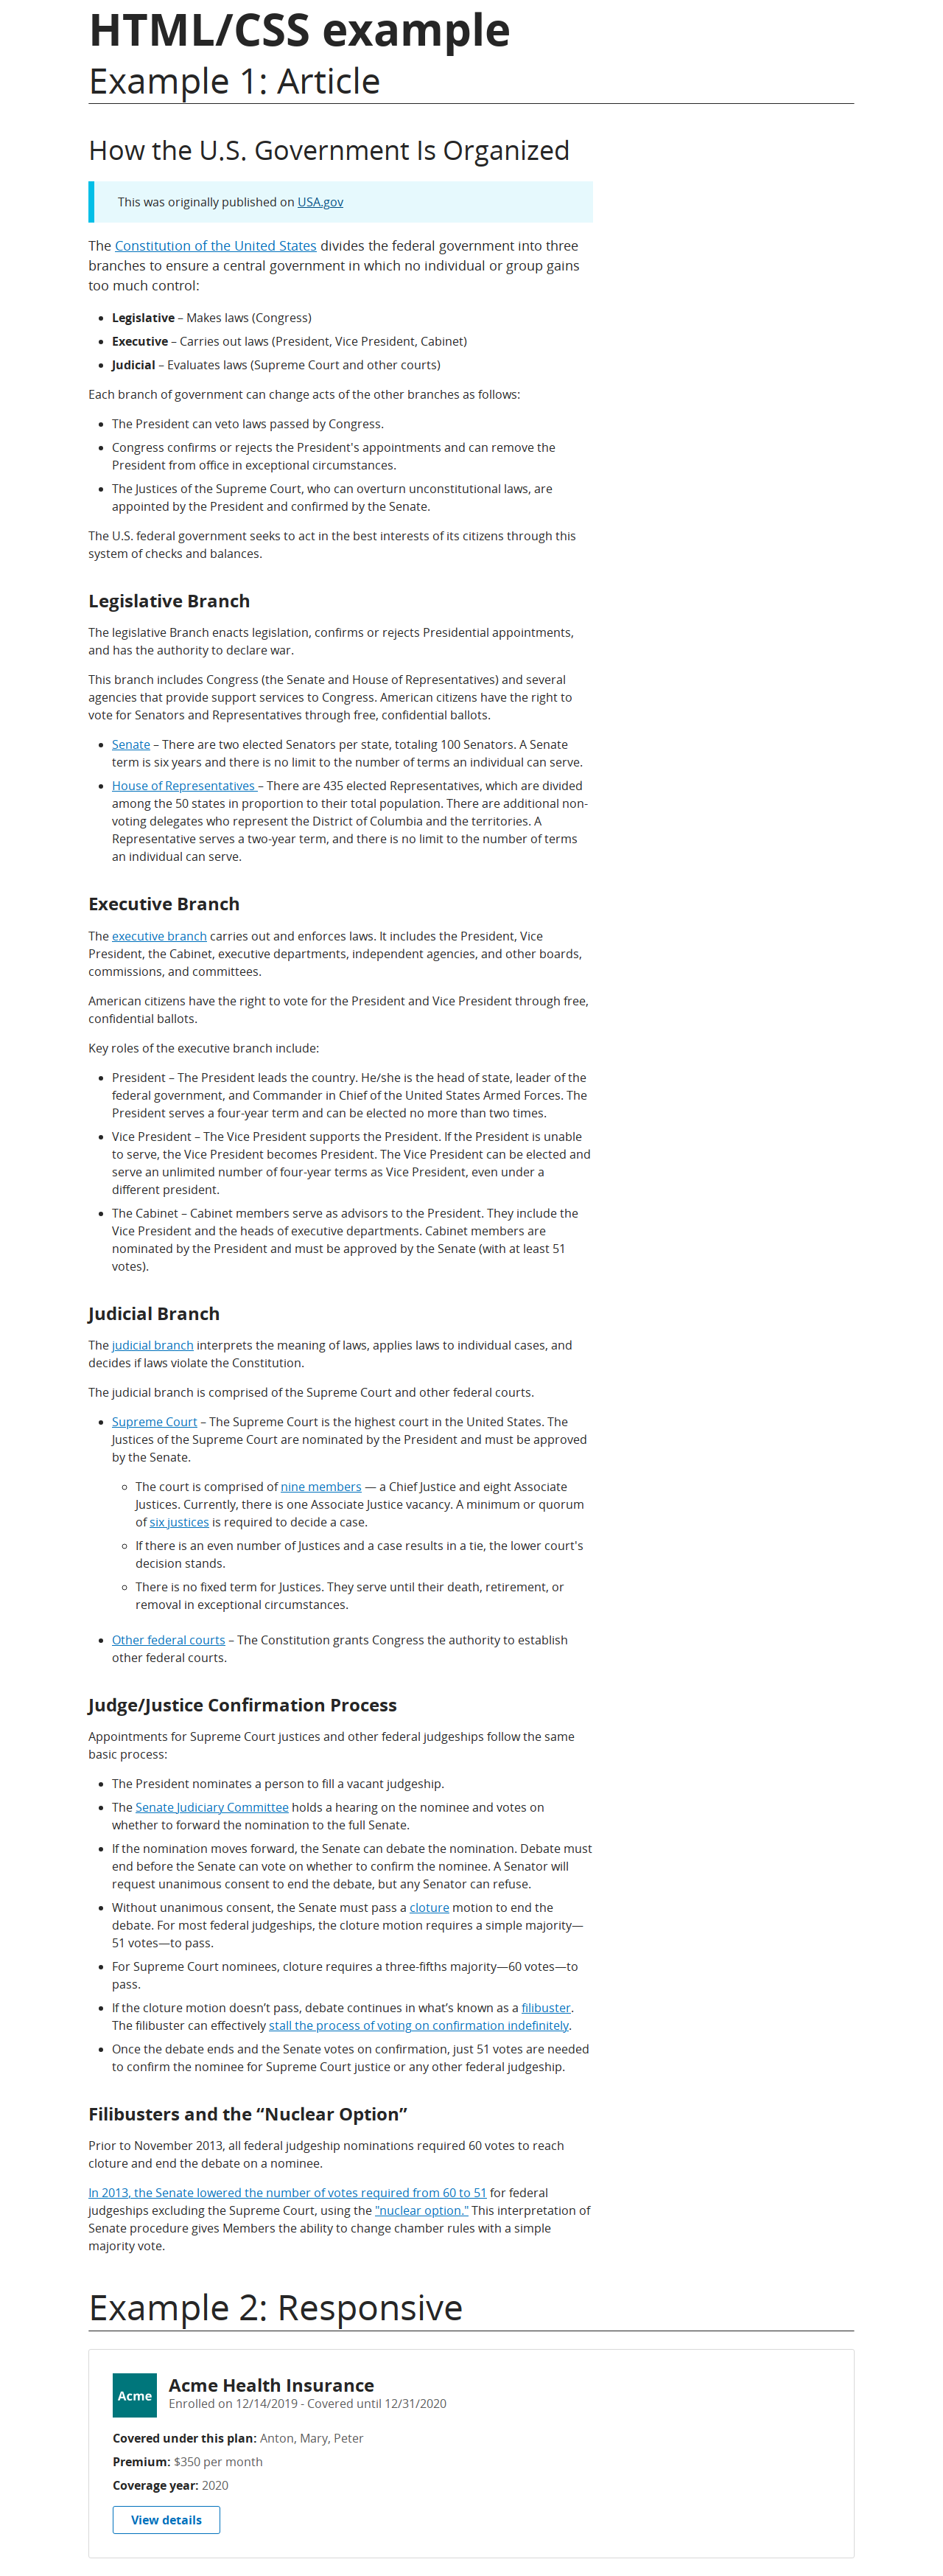 HTML/CSS example
Example 1: Article
How the U.S. Government Is Organized
This was originally published on USA.gov
The Constitution of the United States divides the federal government into three
branches to ensure a central government in which no individual or group gains
too much control:
• Legislative – Makes laws (Congress)
• Executive – Carries out laws (President, Vice President, Cabinet)
• Judicial – Evaluates laws (Supreme Court and other courts)
Each branch of government can change acts of the other branches as follows:
• The President can veto laws passed by Congress.
• Congress confirms or rejects the President's appointments and can remove the
President from office in exceptional circumstances.
• The Justices of the Supreme Court, who can overturn unconstitutional laws, are
appointed by the President and confirmed by the Senate.
The U.S. federal government seeks to act in the best interests of its citizens through this
system of checks and balances.
Legislative Branch
The legislative Branch enacts legislation, confirms or rejects Presidential appointments,
and has the authority to declare war.
This branch includes Congress (the Senate and House of Representatives) and several
agencies that provide support services to Congress. American citizens have the right to
vote for Senators and Representatives through free, confidential ballots.
• Senate – There are two elected Senators per state, totaling 100 Senators. A Senate
term is six years and there is no limit to the number of terms an individual can serve.
• House of Representatives – There are 435 elected Representatives, which are divided
among the 50 states in proportion to their total population. There are additional non-
voting delegates who represent the District of Columbia and the territories. A
Representative serves a two-year term, and there is no limit to the number of terms
an individual can serve.
Executive Branch
The executive branch carries out and enforces laws. It includes the President, Vice
President, the Cabinet, executive departments, independent agencies, and other boards,
commissions, and committees.
American citizens have the right to vote for the President and Vice President through free,
confidential ballots.
Key roles of the executive branch include:
• President – The President leads the country. He/she is the head of state, leader of the
federal government, and Commander in Chief of the United States Armed Forces. The
President serves a four-year term and can be elected no more than two times.
• Vice President – The Vice President supports the President. If the President is unable
to serve, the Vice President becomes President. The Vice President can be elected and
serve an unlimited number of four-year terms as Vice President, even under a
different president.
• The Cabinet – Cabinet members serve as advisors to the President. They include the
Vice President and the heads of executive departments. Cabinet members are
nominated by the President and must be approved by the Senate (with at least 51
votes).
Judicial Branch
The judicial branch interprets the meaning of laws, applies laws to individual cases, and
decides if laws violate the Constitution.
The judicial branch is comprised of the Supreme Court and other federal courts.
• Supreme Court – The Supreme Court is the highest court in the United States. The
Justices of the Supreme Court are nominated by the President and must be approved
by the Senate.
◦ The court is comprised of nine members — a Chief Justice and eight Associate
Justices. Currently, there is one Associate Justice vacancy. A minimum or quorum
of six justices is required to decide a case.
◦ If there is an even number of Justices and a case results in a tie, the lower court's
decision stands.
◦ There is no fixed term for Justices. They serve until their death, retirement, or
removal in exceptional circumstances.
• Other federal courts – The Constitution grants Congress the authority to establish
other federal courts.
Judge/Justice Confirmation Process
Appointments for Supreme Court justices and other federal judgeships follow the same
basic process:
• The President nominates a person to fill a vacant judgeship.
• The Senate Judiciary Committee holds a hearing on the nominee and votes on
whether to forward the nomination to the full Senate.
• If the nomination moves forward, the Senate can debate the nomination. Debate must
end before the Senate can vote on whether to confirm the nominee. A Senator will
request unanimous consent to end the debate, but any Senator can refuse.
• Without unanimous consent, the Senate must pass a cloture motion to end the
debate. For most federal judgeships, the cloture motion requires a simple majority—
51 votes—to pass.
• For Supreme Court nominees, cloture requires a three-fifths majority—60 votes—to
pass.
• If the cloture motion doesn’t pass, debate continues in what’s known as a filibuster.
The filibuster can effectively stall the process of voting on confirmation indefinitely.
• Once the debate ends and the Senate votes on confirmation, just 51 votes are needed
to confirm the nominee for Supreme Court justice or any other federal judgeship.
Filibusters and the “Nuclear Option”
Prior to November 2013, all federal judgeship nominations required 60 votes to reach
cloture and end the debate on a nominee.
In 2013, the Senate lowered the number of votes required from 60 to 51 for federal
judgeships excluding the Supreme Court, using the "nuclear option." This interpretation of
Senate procedure gives Members the ability to change chamber rules with a simple
majority vote.
Example 2: Responsive
Acme
Acme Health Insurance
Enrolled on 12/14/2019 - Covered until 12/31/2020
Covered under this plan: Anton, Mary, Peter
Premium: $350 per month
Coverage year: 2020
View details